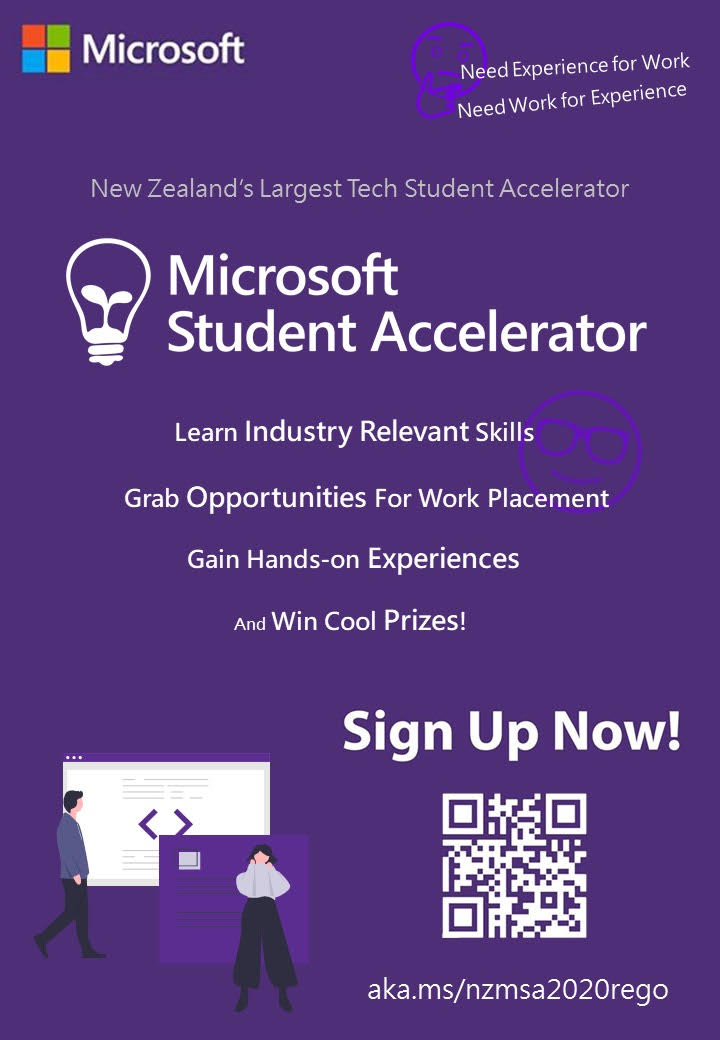 Microsoft
Need Experience for Work
Need Work for Experience
New Zealand’s Largest Tech Student Accelerator
Microsoft
Student Accelerator
Learn Industry Relevant Skills
Grab Opportunities For Work Placement
Gain Hands-on Experiences
And Win Cool Prizes!
Sign Up Now!
aka.ms/nzmsa2020rego